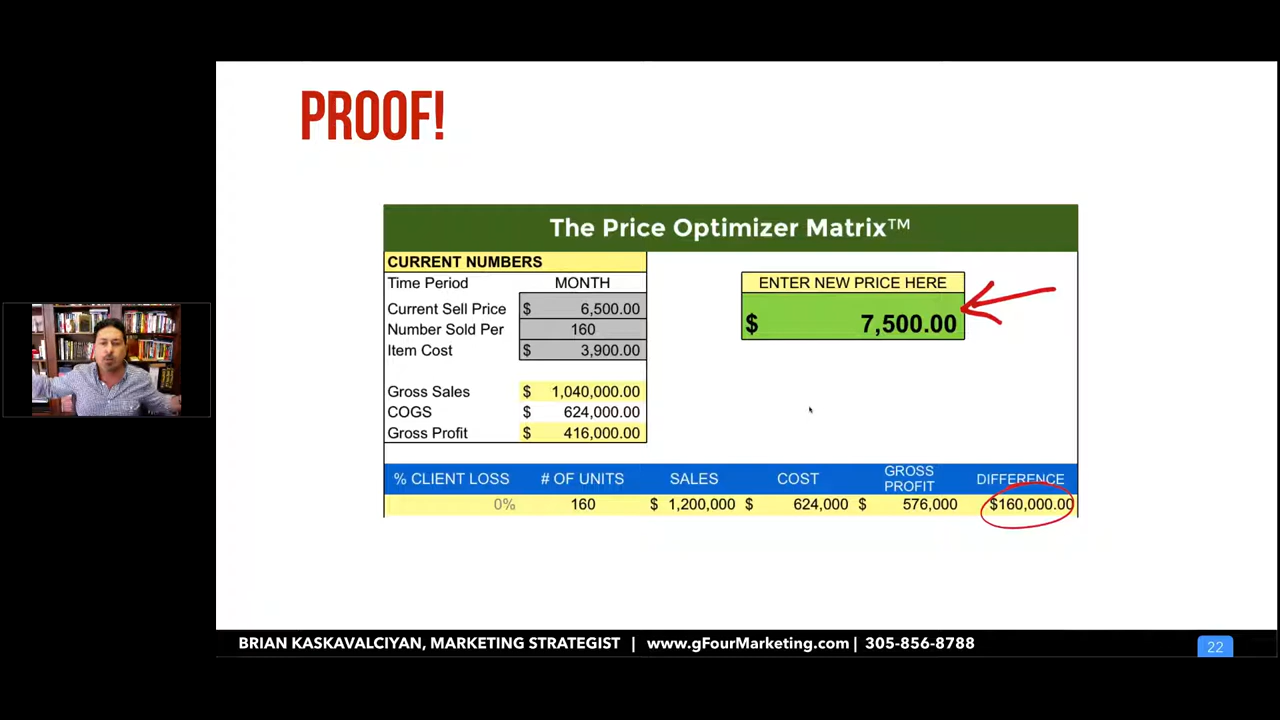 PROOF!
The Price Optimizer Matrix™
CURRENT NUMBERS
Time Period MONTH
Current Sell Price $ 6,500.00
Number Sold Per 160
Item Cost $ 3,900.00
Gross Sales $ 1,040,000.00
COGS $ 624,000.00
Gross Profit $ 416,000.00
ENTER NEW PRICE HERE
$ 7,500.00
% CLIENT LOSS # OF UNITS SALES COST GROSS PROFIT DIFFERENCE
0% 160 $ 1,200,000 $ 624,000 $ 576,000 $160,000.00
BRIAN KASKAVALCIYAN, MARKETING STRATEGIST | www.gFourMarketing.com | 305-856-8788
22